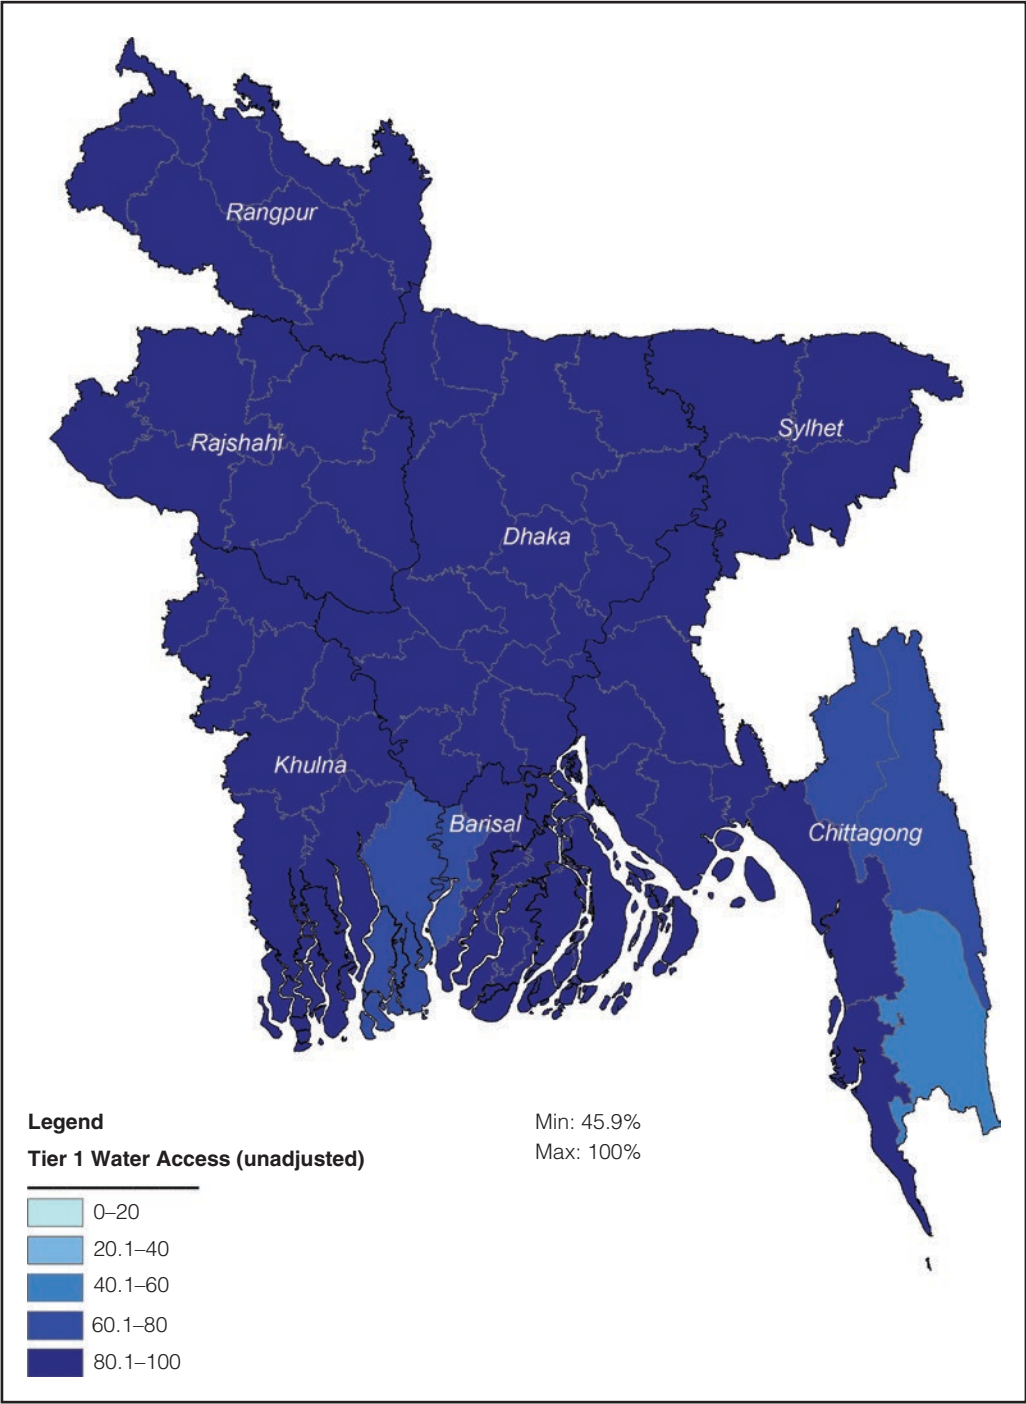 Rangpur
Sylhet
Rajshahi
Dhaka
Khulna
Barisal
Chittagong
Legend
Tier 1 Water Access (unadjusted)
0–20
20.1–40
40.1–60
60.1–80
80.1–100
Min: 45.9%
Max: 100%